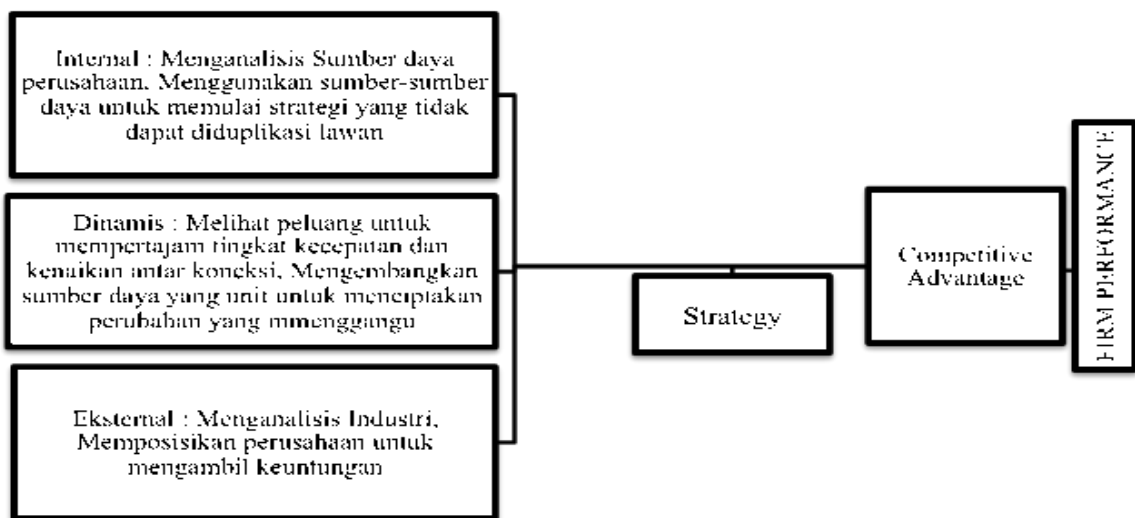 Internal : Menganalisis Sumber daya
perusahaan, Menggunakan sumber-sumber
daya untuk memulai strategi yang tidak
dapat diduplikasi lawan
Dinamis : Melihat peluang untuk
mempertajam tingkat kecepatan dan
kenaikan antar koneksi, Mengembangkan
sumber daya yang unit untuk menciptakan
perubahan yang mmenggangu
Eksternal : Menganalisis Industri,
Memposisikan perusahaan untuk
mengambil keuntungan
Strategy
Competitive
Advantage
FIRM PERFORMANCE